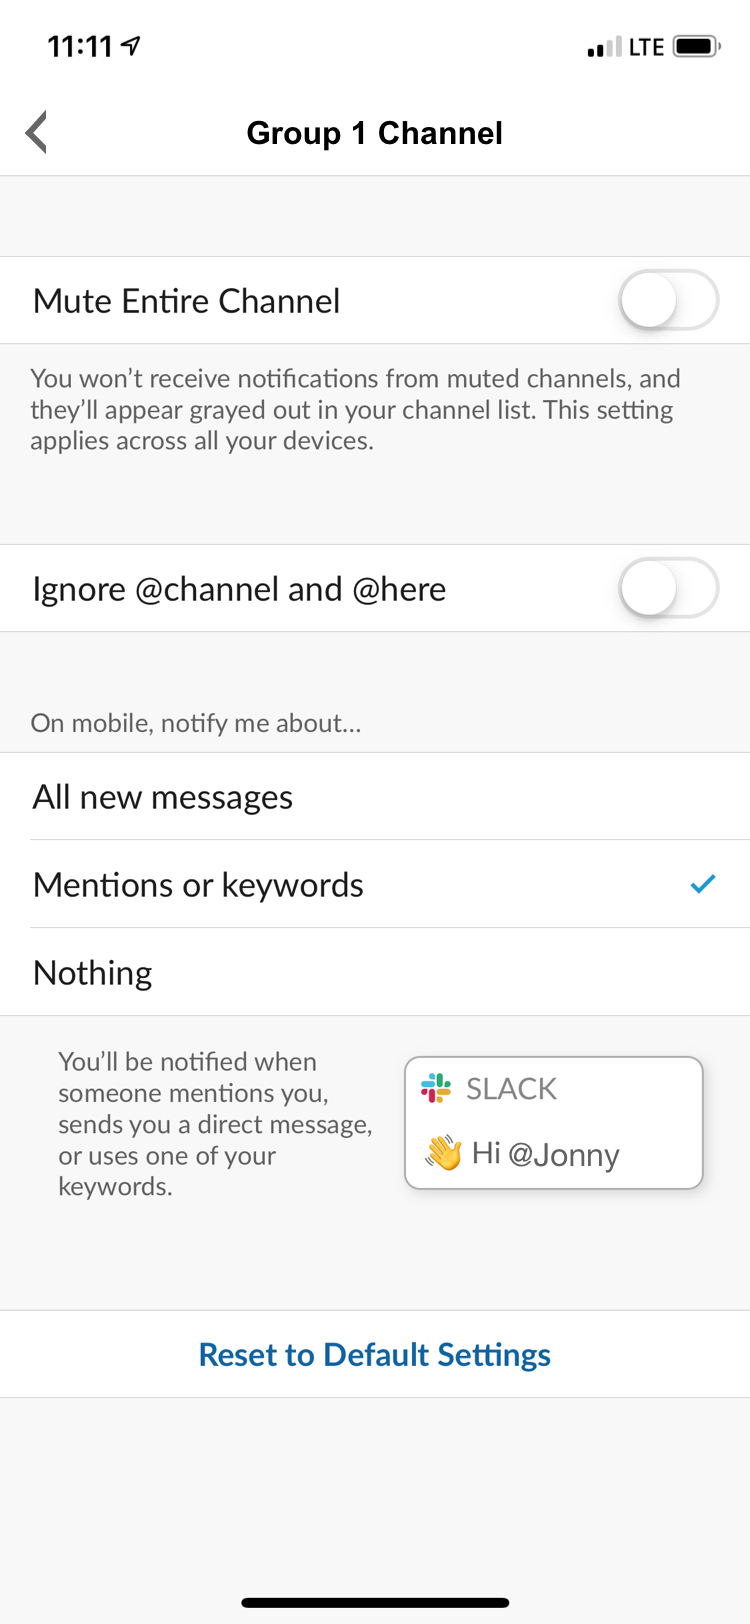 11:11 LTE
Group 1 Channel
Mute Entire Channel
You won’t receive notifications from muted channels, and
they’ll appear grayed out in your channel list. This setting
applies across all your devices.
Ignore @channel and @here
On mobile, notify me about...
All new messages
Mentions or keywords
Nothing
You’ll be notified when
someone mentions you,
sends you a direct message,
or uses one of your
keywords.
SLACK
Hi @Jonny
Reset to Default Settings